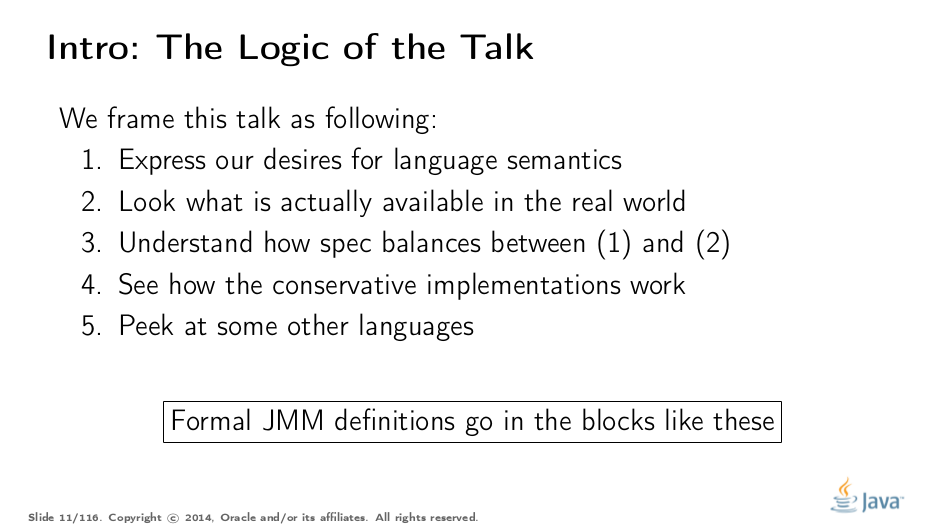 Intro: The Logic of the Talk
We frame this talk as following:
1. Express our desires for language semantics
2. Look what is actually available in the real world
3. Understand how spec balances between (1) and (2)
4. See how the conservative implementations work
5. Peek at some other languages
Formal JMM definitions go in the blocks like these
Java™
Slide 11/116. Copyright © 2014, Oracle and/or its affiliates. All rights reserved.